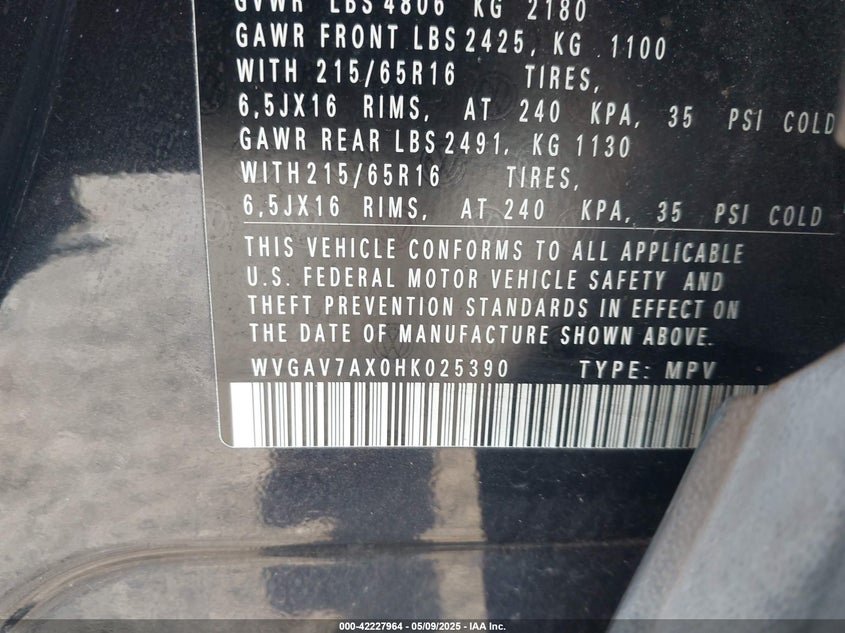 GVWR LBS 4806 KG 2180
GAWR FRONT LBS 2425, KG 1100
WITH 215/65R16 TIRES,
6,5JX16 RIMS, AT 240 KPA, 35 PSI COLD
GAWR REAR LBS 2491, KG 1130
WITH 215/65R16 TIRES,
6,5JX16 RIMS, AT 240 KPA, 35 PSI COLD
THIS VEHICLE CONFORMS TO ALL APPLICABLE
U.S. FEDERAL MOTOR VEHICLE SAFETY AND
THEFT PREVENTION STANDARDS IN EFFECT ON
THE DATE OF MANUFACTURE SHOWN ABOVE.
WVGAV7AX0HK025390 TYPE: MPV
000-42227964 - 05/09/2025 - © IAA Inc.